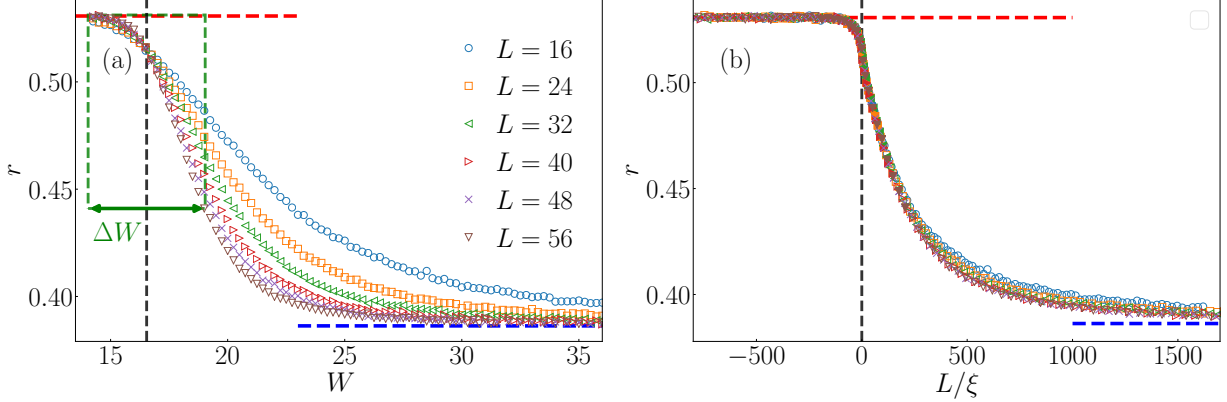 (a)
L = 16
L = 24
L = 32
L = 40
L = 48
L = 56
ΔW
r
0.50
0.45
0.40
15
20
25
30
35
W
(b)
r
0.50
0.45
0.40
−500
0
500
1000
1500
L/ξ